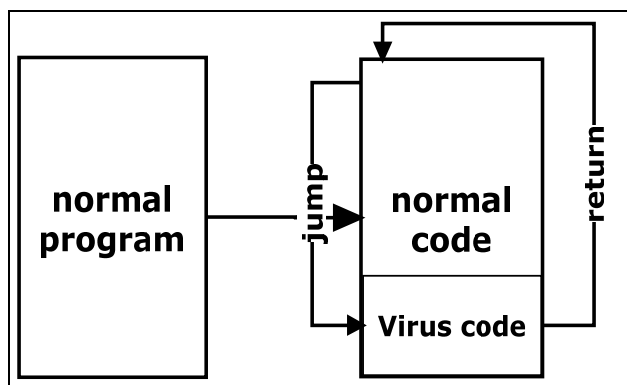 normal
program
jump
normal
code
Virus code
return